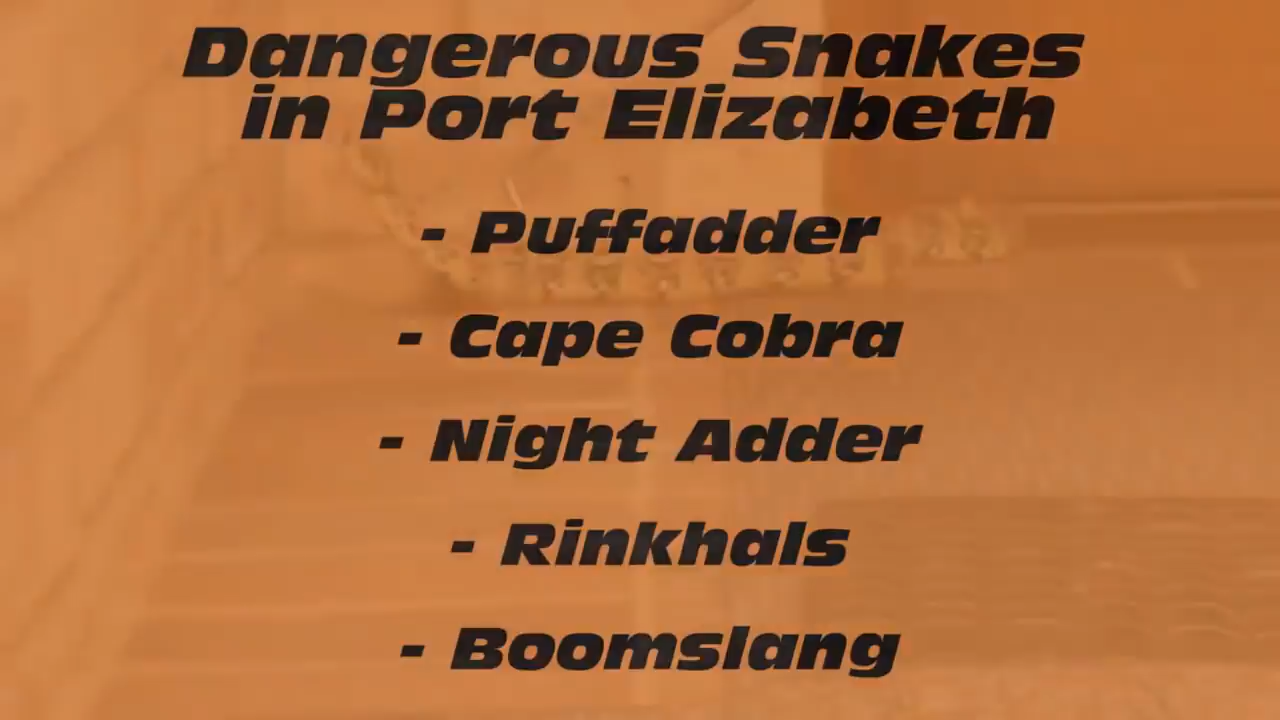 Dangerous Snakes
in Port Elizabeth
- Puffadder
- Cape Cobra
- Night Adder
- Rinkhals
- Boomslang